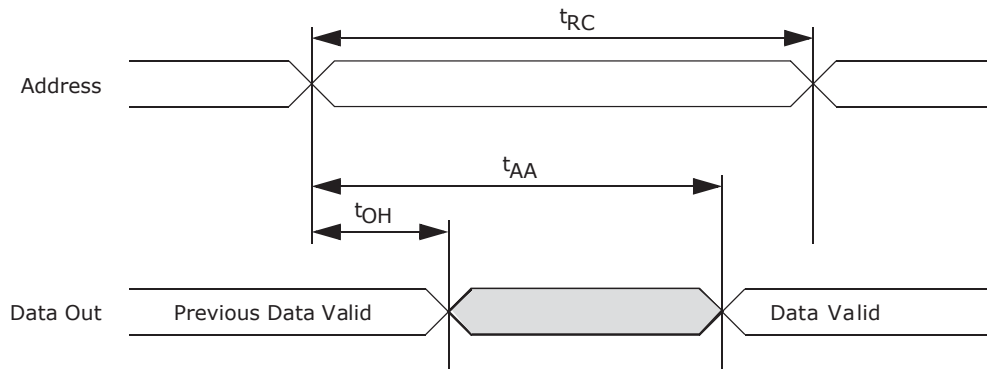 tRC
Address
tAA
tOH
Data Out
Previous Data Valid
Data Valid